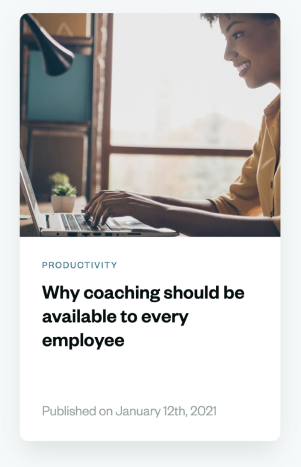 PRODUCTIVITY
Why coaching should be
available to every
employee
Published on January 12th, 2021